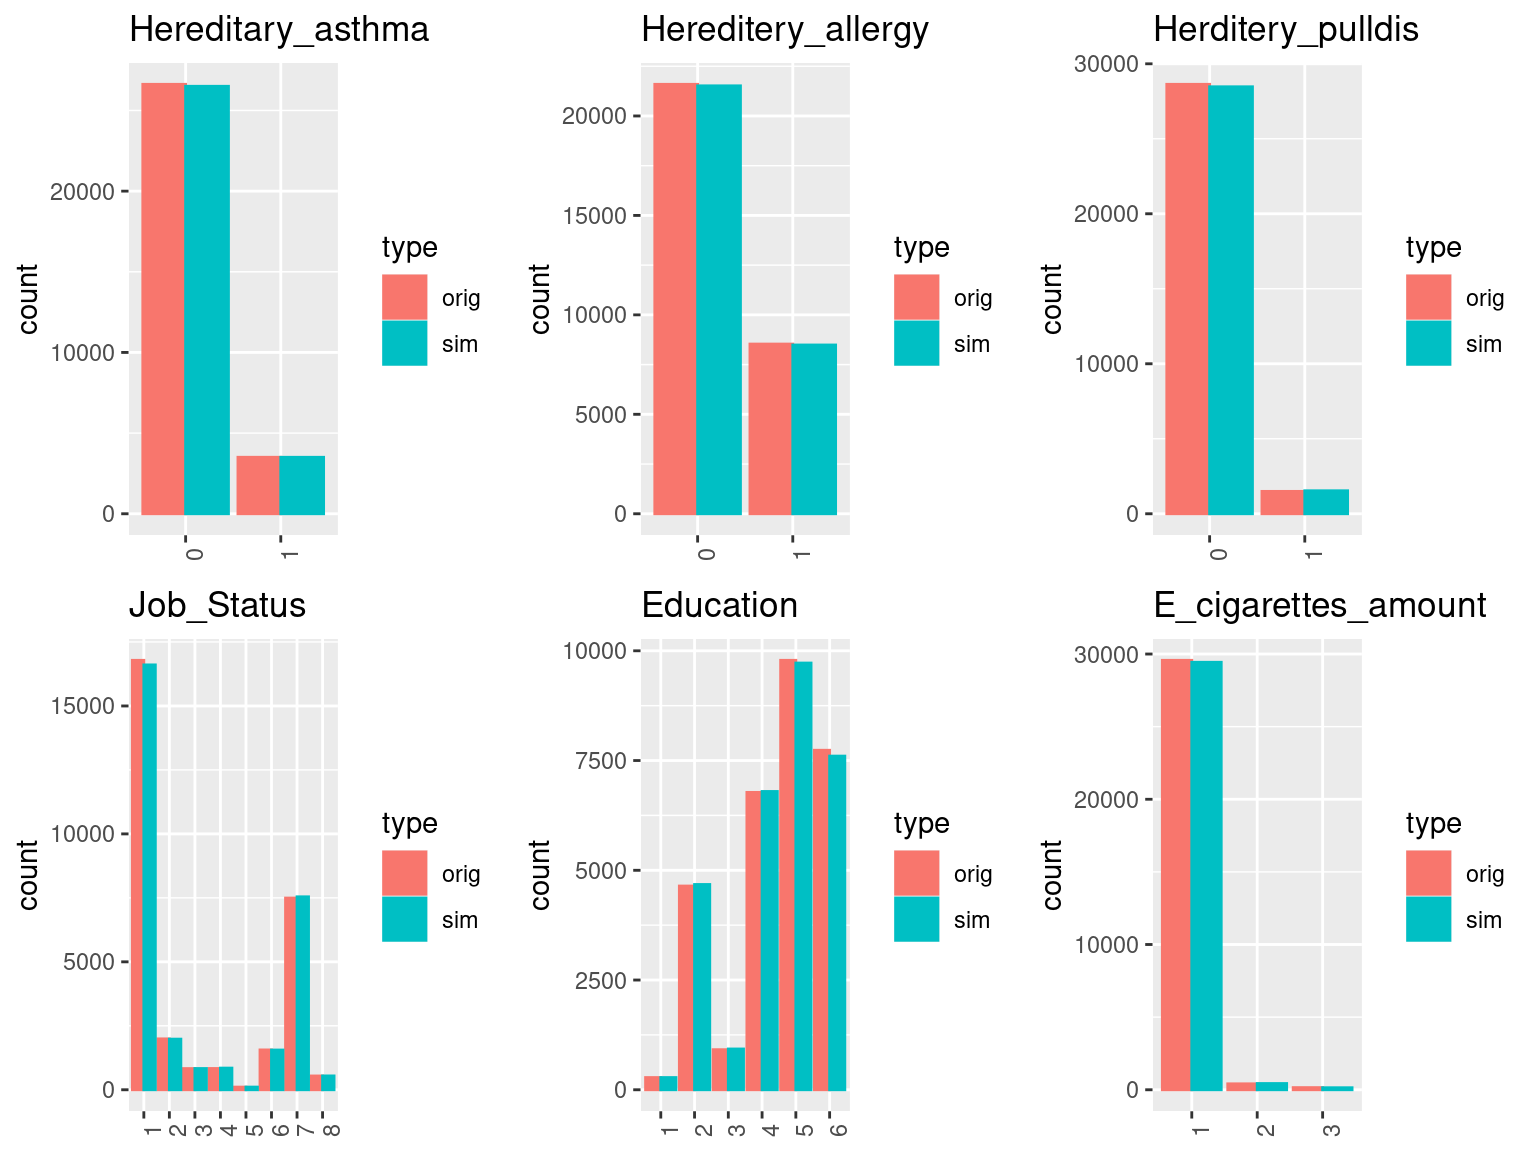 Hereditary_asthma
count
20000
10000
0
0 1
type
orig
sim
Hereditery_allergy
count
20000
15000
10000
5000
0
0 1
type
orig
sim
Herditery_pulldis
count
30000
20000
10000
0
0 1
type
orig
sim
Job_Status
count
15000
10000
5000
0
1 2 3 4 5 6 7 8
type
orig
sim
Education
count
10000
7500
5000
2500
0
1 2 3 4 5 6
type
orig
sim
E_cigarettes_amount
count
30000
20000
10000
0
1 2 3
type
orig
sim